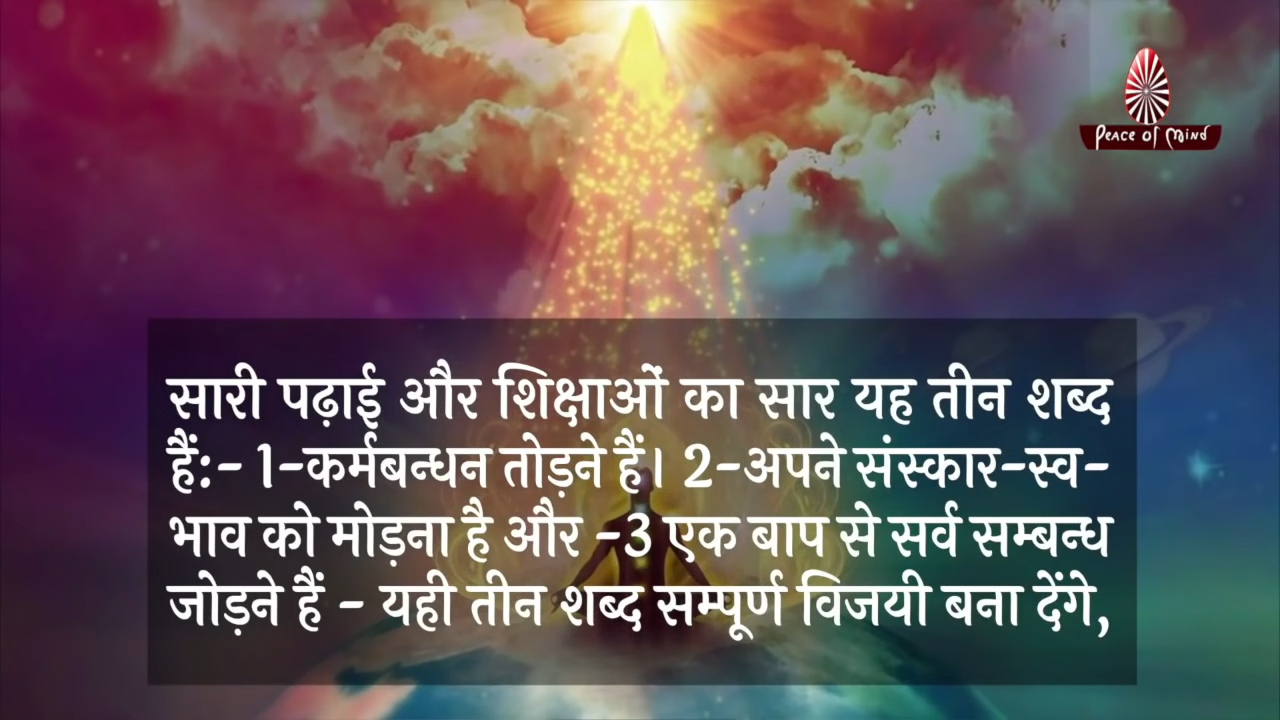 Peace of Mind
सारी पढ़ाई और शिक्षाओं का सार यह तीन शब्द
हैं:- 1-कर्मबन्धन तोड़ने हैं। 2-अपने संस्कार-स्व-
भाव को मोड़ना है और -3 एक बाप से सर्व सम्बन्ध
जोड़ने हैं - यही तीन शब्द सम्पूर्ण विजयी बना देंगे,